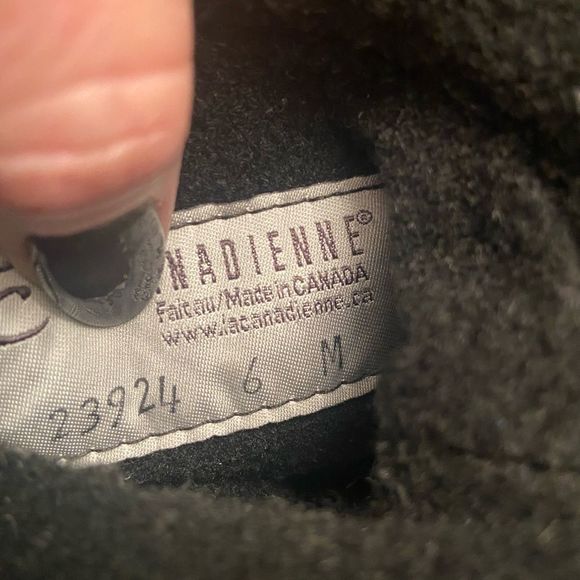 NADIENNE®
Fait au/Made in CANADA
www.lacanadienne.ca
23924 6 M